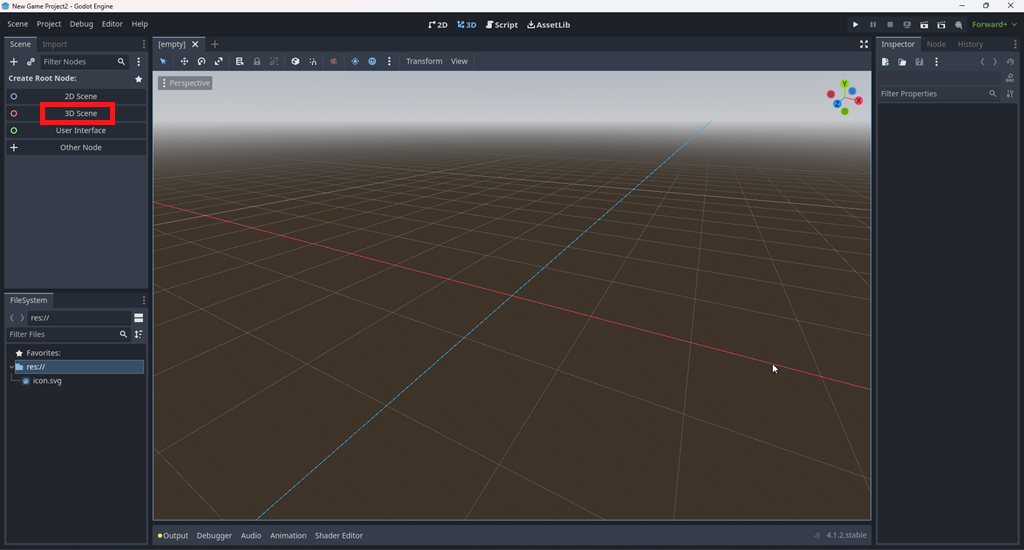 New Game Project2 - Godot Engine
Scene Project Debug Editor Help
2D 3D Script AssetLib
Forward+
Scene Import
[empty]
Inspector Node History
Filter Nodes
Transform View
Create Root Node:
Perspective
2D Scene
3D Scene
User Interface
Other Node
Filter Properties
Y
X
Z
FileSystem
res://
Filter Files
Favorites:
res://
icon.svg
Output Debugger Audio Animation Shader Editor
4.1.2.stable